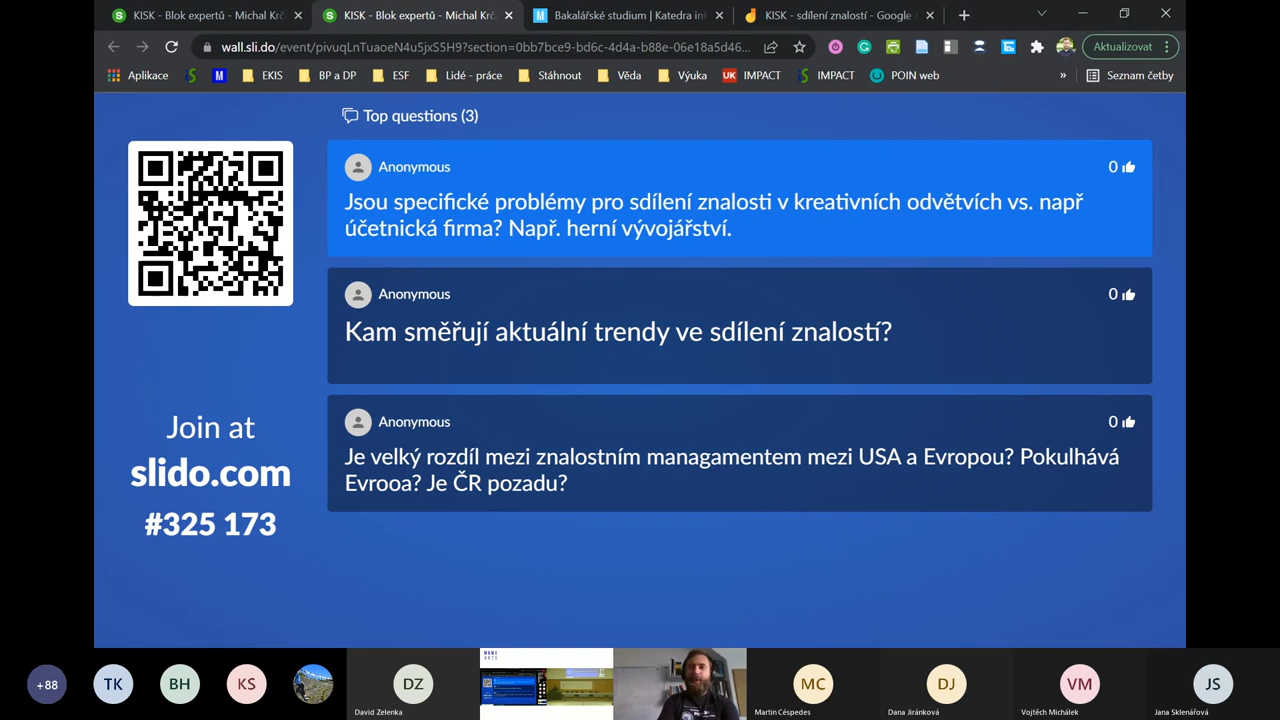 KISK - Blok expertů - Michal Krč
KISK - Blok expertů - Michal Krč
Bakalářské studium | Katedra in
KISK - sdílení znalostí - Google
wall.sli.do/event/pivuqLnTuaoeN4u5jxS5H9?section=0bb7bce9-bd6c-4d4a-b88e-06e18a5d46...
Aktualizovat
Aplikace
EKIS
BP a DP
ESF
Lidé - práce
Stáhnout
Věda
Výuka
UK IMPACT
IMPACT
POIN web
»
Seznam četby
Top questions (3)
Anonymous
0
Jsou specifické problémy pro sdílení znalosti v kreativních odvětvích vs. např
účetnická firma? Např. herní vývojářství.
Anonymous
0
Kam směřují aktuální trendy ve sdílení znalostí?
Anonymous
0
Je velký rozdíl mezi znalostním managamentem mezi USA a Evropou? Pokulhává
Evrooa? Je ČR pozadu?
Join at
slido.com
#325 173
+88
TK
BH
KS
DZ
David Zelenka
MUNI
ARTS
MC
Martin Céspedes
DJ
Dana Jiránková
VM
Vojtěch Michálek
JS
Jana Sklenářová